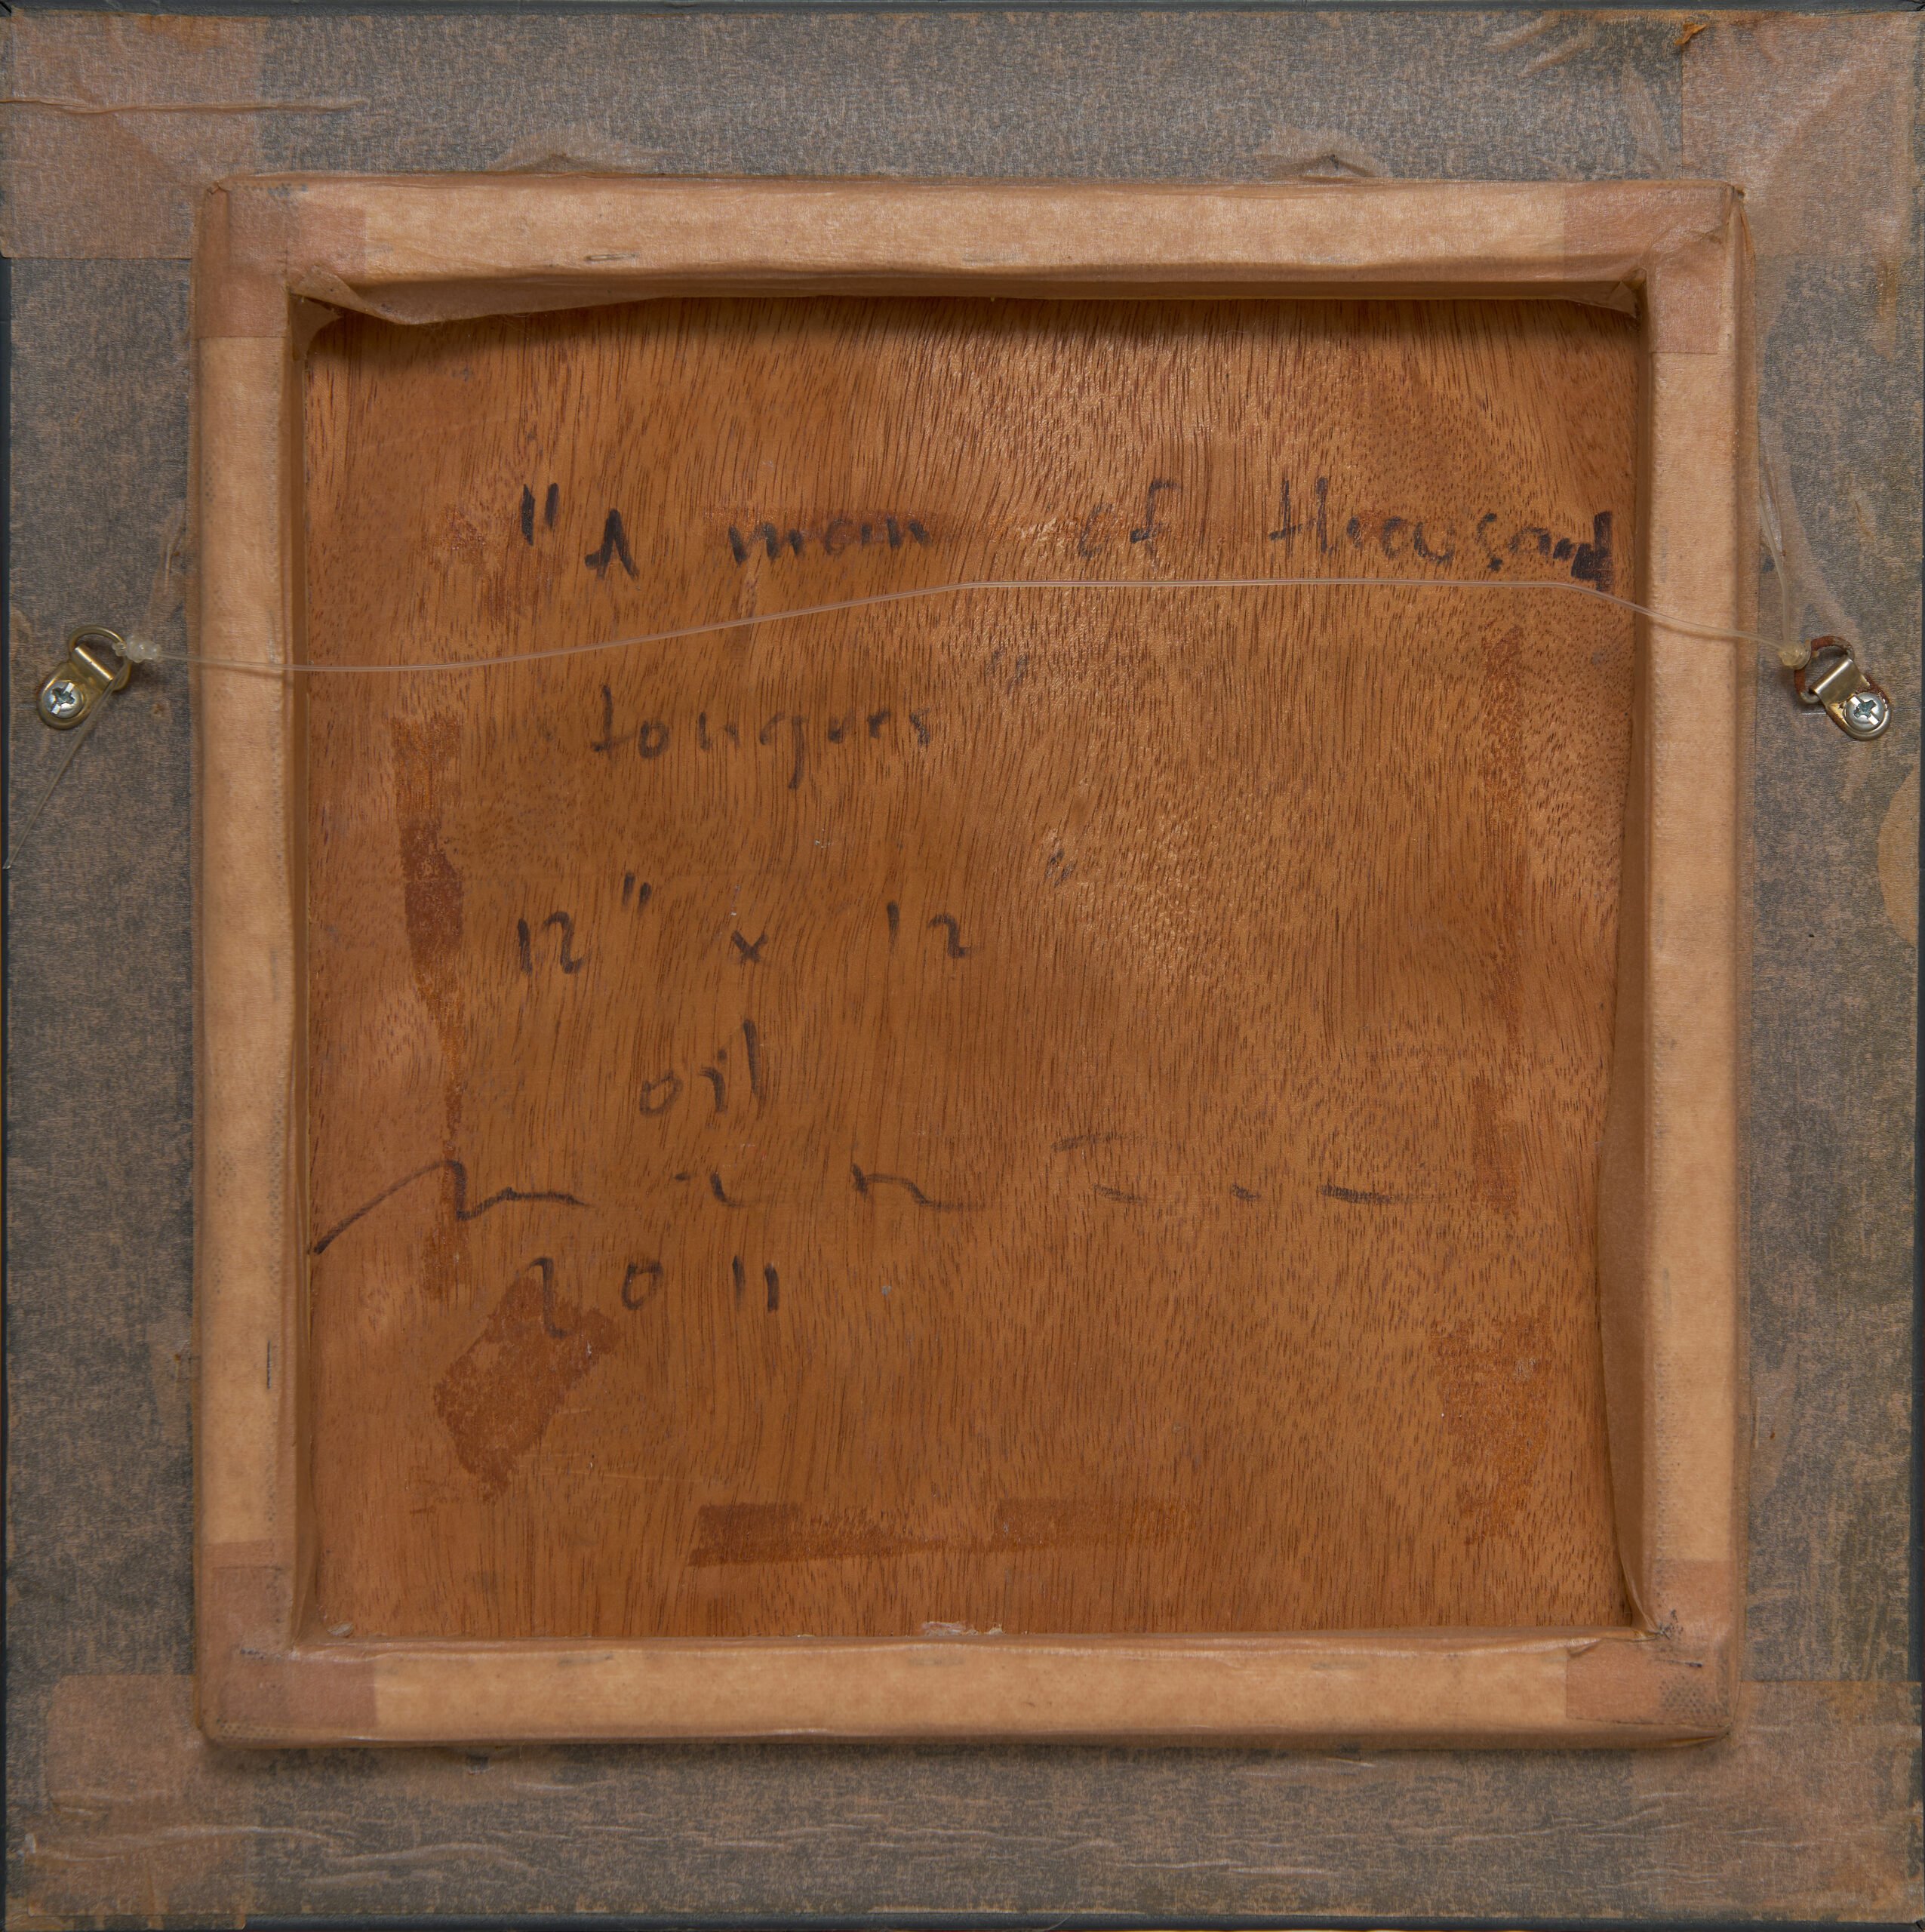 "A man of thousand
tongues"
12" x 12"
oil
2011